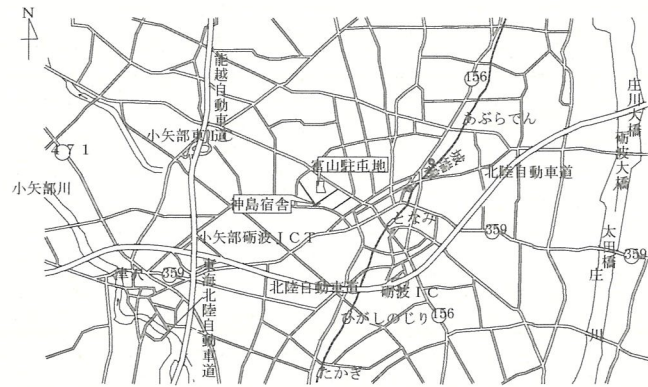 N
能越自動車道
156
庄川大橋
あぶらでん
小矢部東IC
砺波大橋
471
富山駐屯地
城端線
北陸自動車道
小矢部川
神島宿舎
となみ
小矢部砺波JCT
359
太田橋
359
津沢
359
東海北陸自動車道
北陸自動車道
砺波IC
庄川
ひがしのじり
156
たかぎ